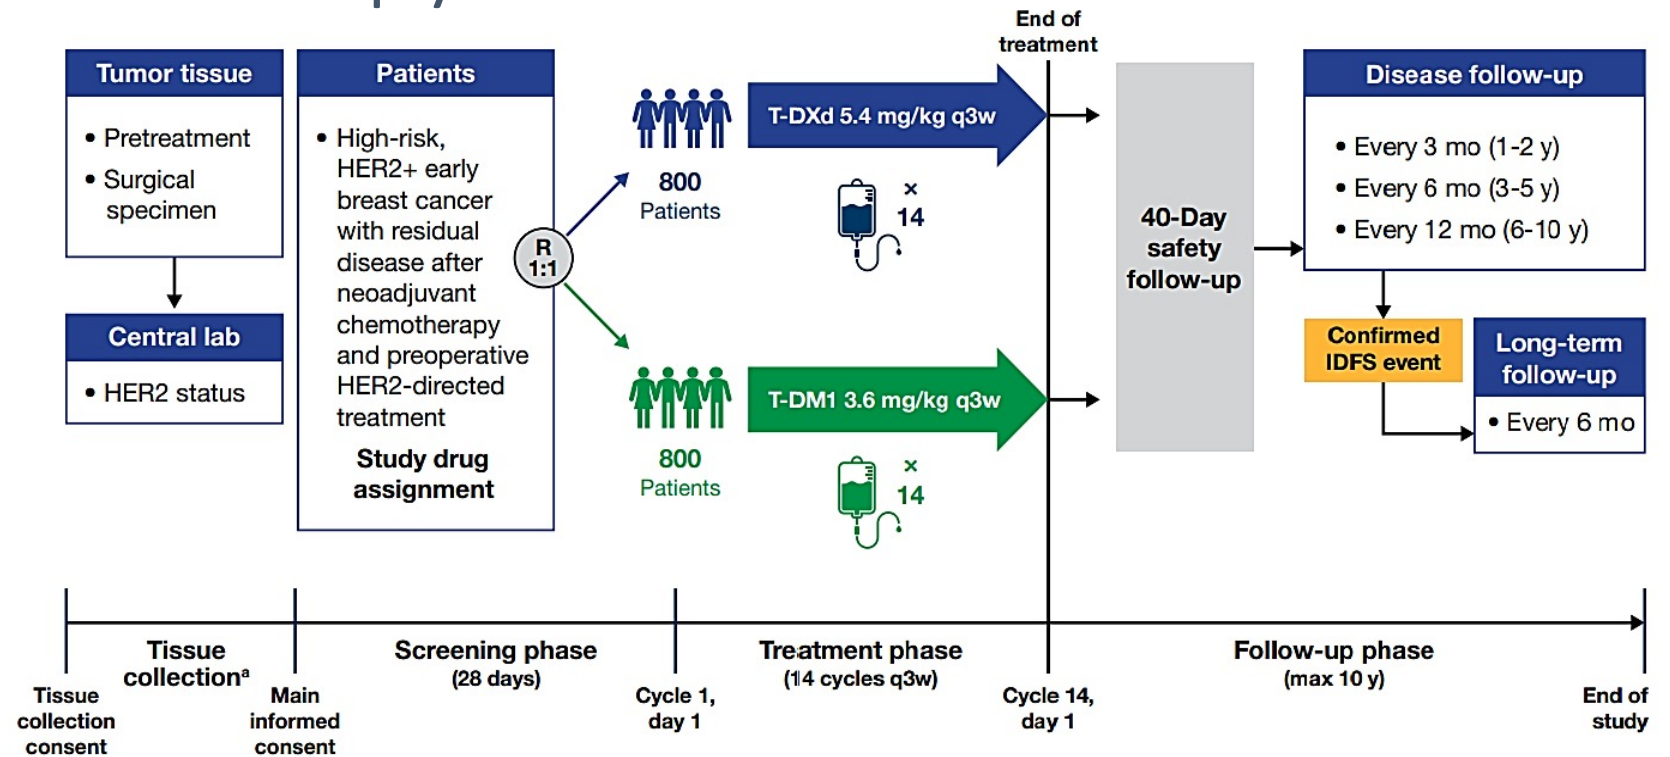 Tumor tissue
• Pretreatment
• Surgical
specimen
Central lab
• HER2 status
Patients
• High-risk,
HER2+ early
breast cancer
with residual
disease after
neoadjuvant
chemotherapy
and preoperative
HER2-directed
treatment
Study drug
assignment
R
1:1
800
Patients
T-DXd 5.4 mg/kg q3w
×
14
800
Patients
T-DM1 3.6 mg/kg q3w
×
14
End of
treatment
40-Day
safety
follow-up
Disease follow-up
• Every 3 mo (1-2 y)
• Every 6 mo (3-5 y)
• Every 12 mo (6-10 y)
Confirmed
IDFS event
Long-term
follow-up
• Every 6 mo
Tissue
collectionª
Screening phase
(28 days)
Treatment phase
(14 cycles q3w)
Follow-up phase
(max 10 y)
Tissue
collection
consent
Main
informed
consent
Cycle 1,
day 1
Cycle 14,
day 1
End of
study